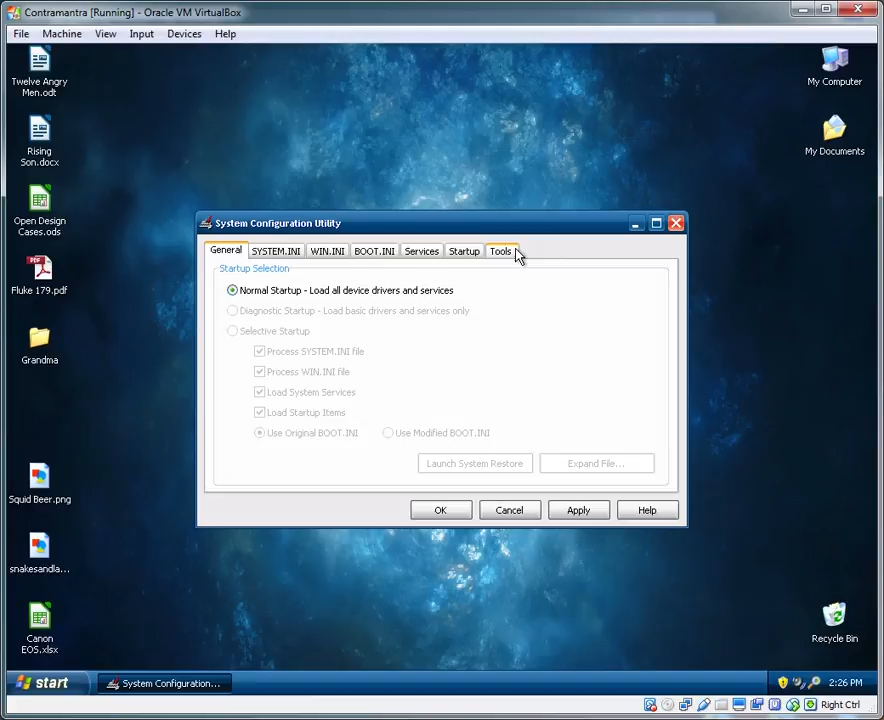 Contramantra [Running] - Oracle VM VirtualBox
File Machine View Input Devices Help
Twelve Angry
Men.odt
My Computer
Rising
Son.docx
My Documents
Open Design
Cases.ods
System Configuration Utility
General SYSTEM.INI WIN.INI BOOT.INI Services Startup Tools
Startup Selection
Fluke 179.pdf
Normal Startup - Load all device drivers and services
Diagnostic Startup - Load basic drivers and services only
Selective Startup
Grandma
Process SYSTEM.INI file
Process WIN.INI file
Load System Services
Load Startup Items
Use Original BOOT.INI Use Modified BOOT.INI
Launch System Restore Expand File...
Squid Beer.png
OK Cancel Apply Help
snakesandla...
Canon
EOS.xlsx
Recycle Bin
start System Configuration... 2:26 PM
Right Ctrl